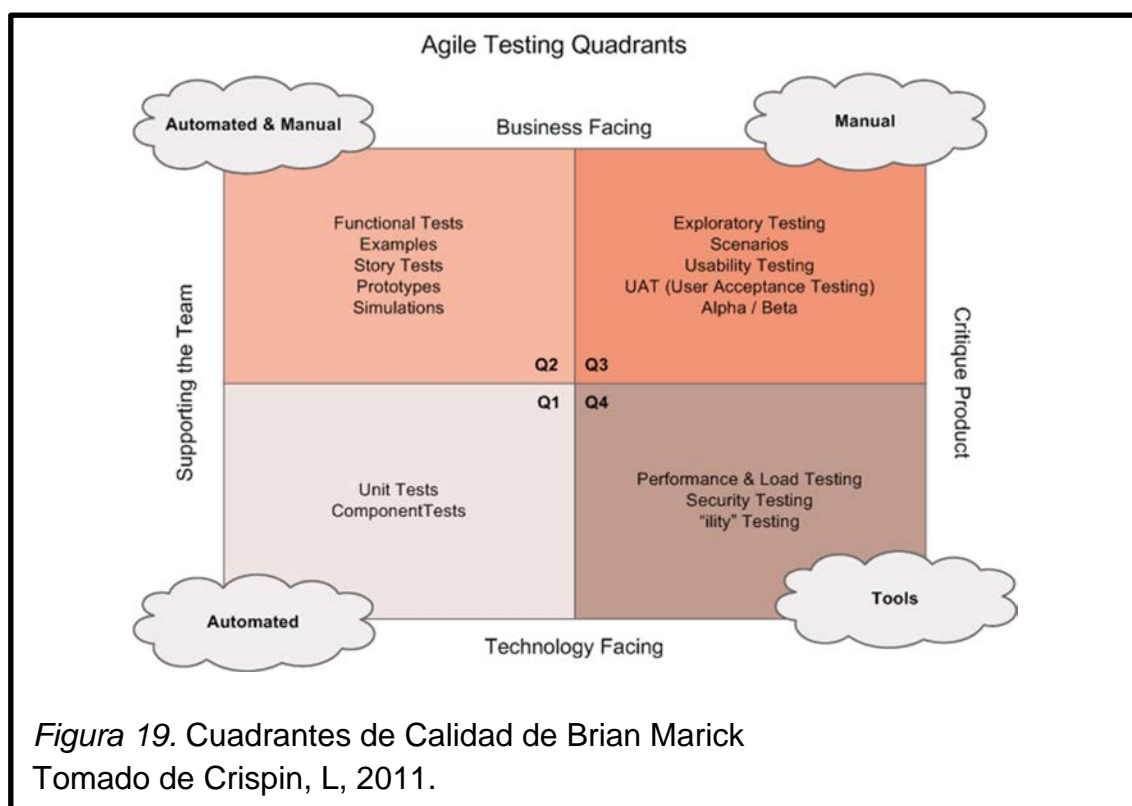 Agile Testing Quadrants
Automated & Manual
Business Facing
Manual
Functional Tests
Examples
Story Tests
Prototypes
Simulations
Q2
Exploratory Testing
Scenarios
Usability Testing
UAT (User Acceptance Testing)
Alpha / Beta
Q3
Supporting the Team
Critique Product
Q1
Unit Tests
ComponentTests
Q4
Performance & Load Testing
Security Testing
“ility” Testing
Automated
Technology Facing
Tools
Figura 19. Cuadrantes de Calidad de Brian Marick
Tomado de Crispin, L, 2011.